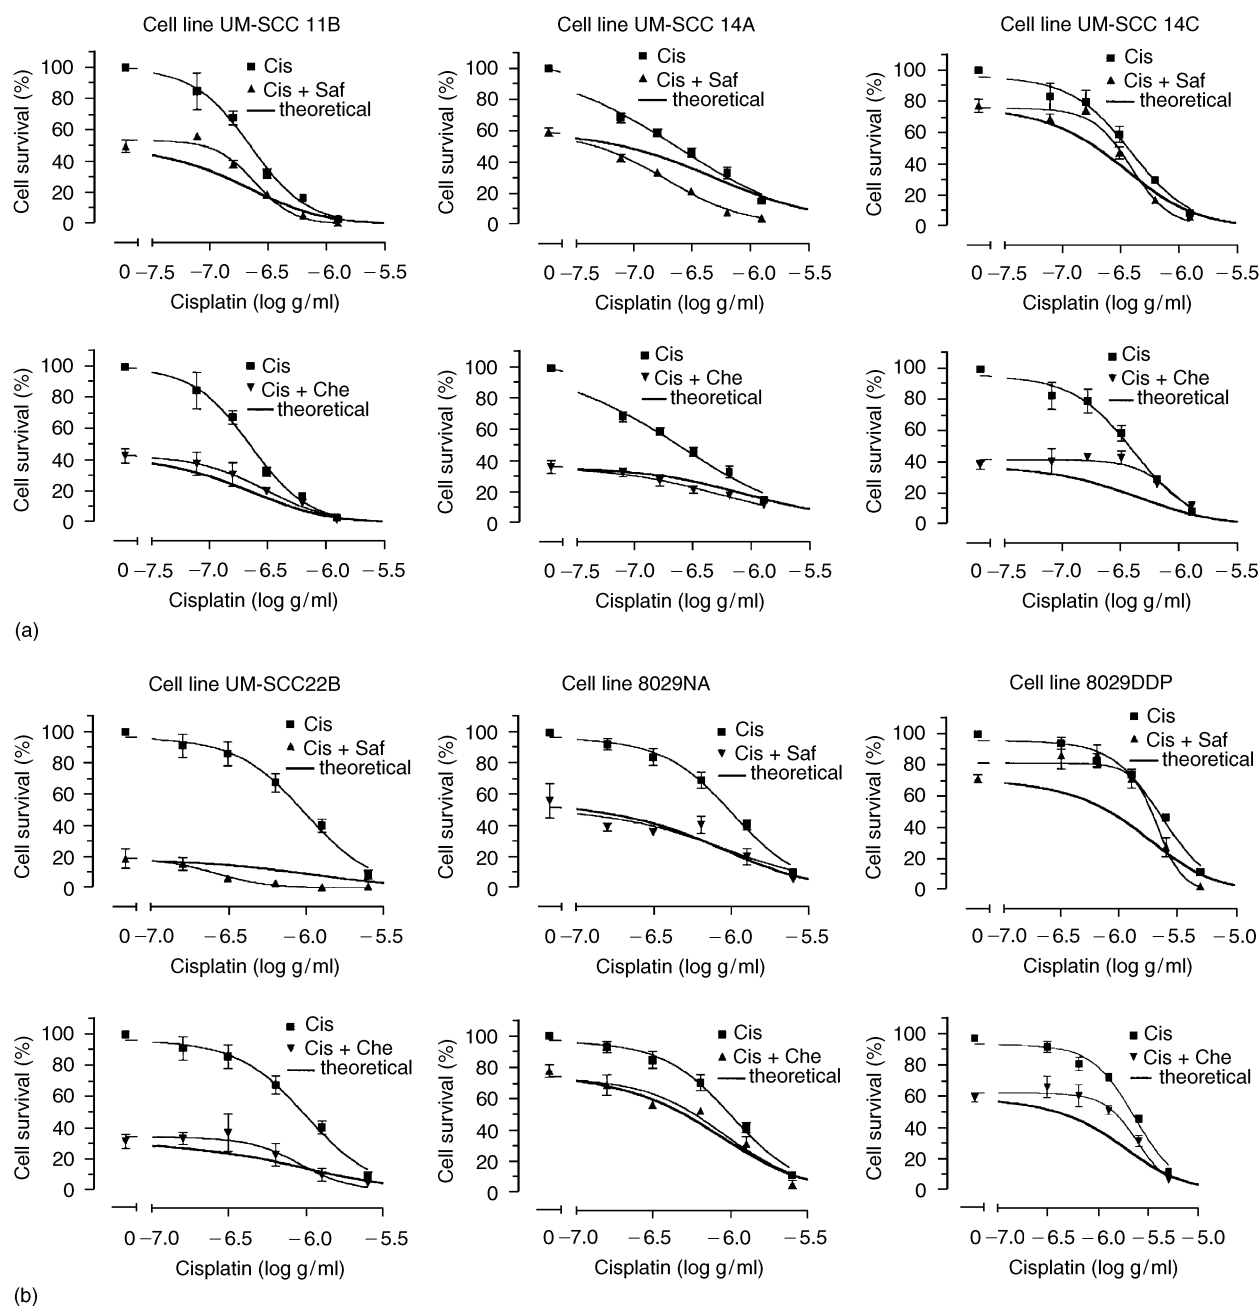 Cell line UM-SCC 11B
Cell survival (%)
100
80
60
40
20
0
Cis
Cis + Saf
theoretical
0 −7.5 −7.0 −6.5 −6.0 −5.5
Cisplatin (log g/ml)
Cell line UM-SCC 14A
Cell survival (%)
100
80
60
40
20
0
Cis
Cis + Saf
theoretical
0 −7.5 −7.0 −6.5 −6.0 −5.5
Cisplatin (log g/ml)
Cell line UM-SCC 14C
Cell survival (%)
100
80
60
40
20
0
Cis
Cis + Saf
theoretical
0 −7.5 −7.0 −6.5 −6.0 −5.5
Cisplatin (log g/ml)
Cell survival (%)
100
80
60
40
20
0
Cis
Cis + Che
theoretical
0 −7.5 −7.0 −6.5 −6.0 −5.5
Cisplatin (log g/ml)
Cell survival (%)
100
80
60
40
20
0
Cis
Cis + Che
theoretical
0 −7.5 −7.0 −6.5 −6.0 −5.5
Cisplatin (log g/ml)
Cell survival (%)
100
80
60
40
20
0
Cis
Cis + Che
theoretical
0 −7.5 −7.0 −6.5 −6.0 −5.5
Cisplatin (log g/ml)
(a)
Cell line UM-SCC22B
Cell survival (%)
100
80
60
40
20
0
Cis
Cis + Saf
theoretical
0 −7.0 −6.5 −6.0 −5.5
Cisplatin (log g/ml)
Cell line 8029NA
Cell survival (%)
100
80
60
40
20
0
Cis
Cis + Saf
theoretical
0 −7.0 −6.5 −6.0 −5.5
Cisplatin (log g/ml)
Cell line 8029DDP
Cell survival (%)
100
80
60
40
20
0
Cis
Cis + Saf
theoretical
0 −7.0 −6.5 −6.0 −5.5 −5.0
Cisplatin (log g/ml)
Cell survival (%)
100
80
60
40
20
0
Cis
Cis + Che
theoretical
0 −7.0 −6.5 −6.0 −5.5
Cisplatin (log g/ml)
Cell survival (%)
100
80
60
40
20
0
Cis
Cis + Che
theoretical
0 −7.0 −6.5 −6.0 −5.5
Cisplatin (log g/ml)
Cell survival (%)
100
80
60
40
20
0
Cis
Cis + Che
theoretical
0 −7.0 −6.5 −6.0 −5.5 −5.0
Cisplatin (log g/ml)
(b)